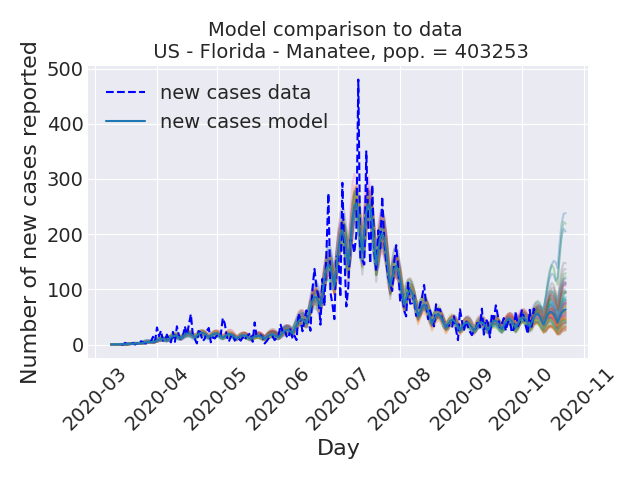 Model comparison to data
US - Florida - Manatee, pop. = 403253
Number of new cases reported
500
400
300
200
100
0
new cases data
new cases model
2020-03
2020-04
2020-05
2020-06
2020-07
2020-08
2020-09
2020-10
2020-11
Day